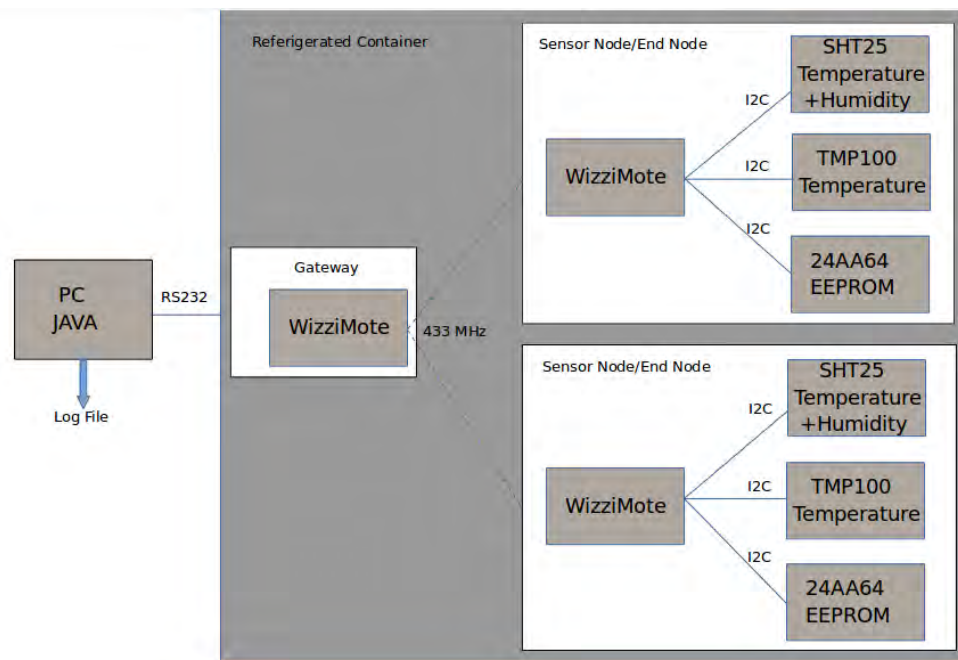 Referigerated Container
Sensor Node/End Node
SHT25
Temperature
+Humidity
I2C
WizziMote
I2C
TMP100
Temperature
I2C
24AA64
EEPROM
PC
JAVA
RS232
Log File
Gateway
WizziMote
433 MHz
Sensor Node/End Node
SHT25
Temperature
+Humidity
I2C
WizziMote
I2C
TMP100
Temperature
I2C
24AA64
EEPROM